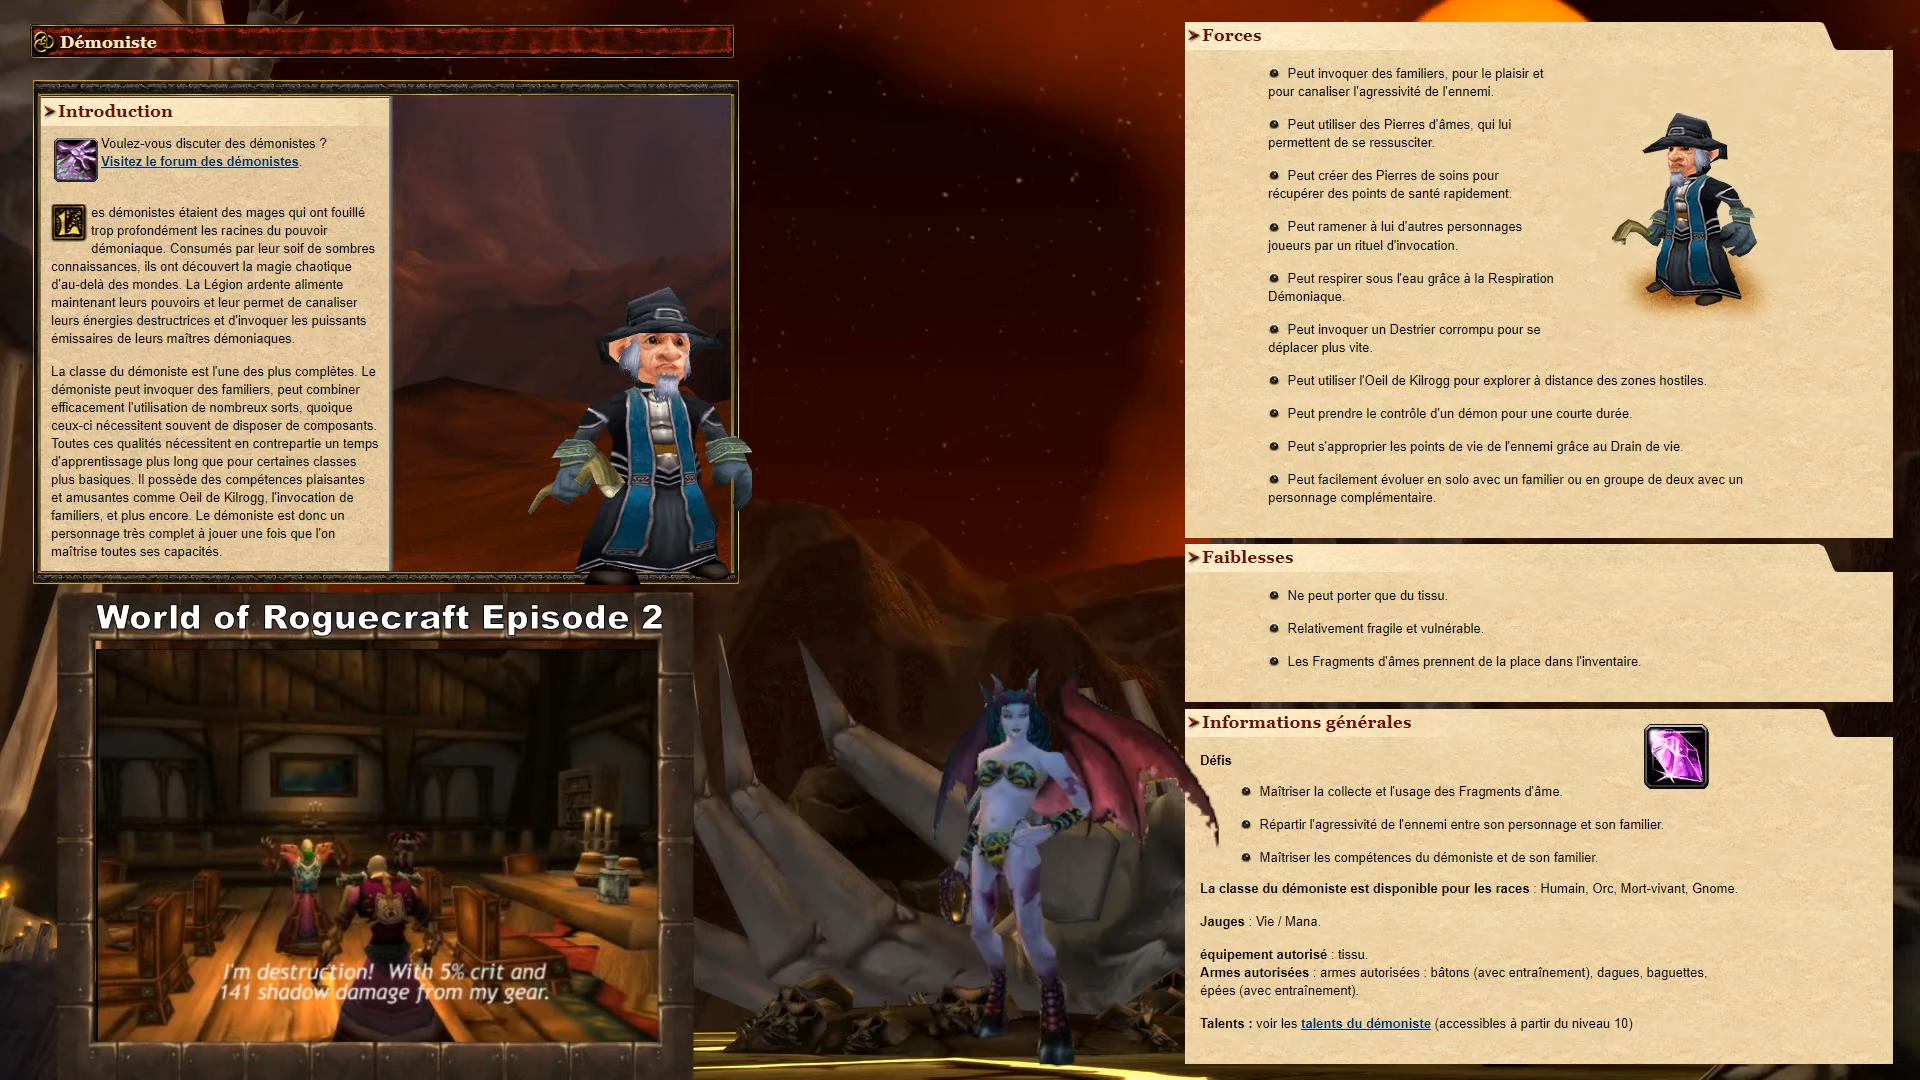 Démoniste
Introduction
Voulez-vous discuter des démonistes ?
Visitez le forum des démonistes.
Les démonistes étaient des mages qui ont fouillé
trop profondément les racines du pouvoir
démoniaque. Consumés par leur soif de sombres
connaissances, ils ont découvert la magie chaotique
d'au-delà des mondes. La Légion ardente alimente
maintenant leurs pouvoirs et leur permet de canaliser
leurs énergies destructrices et d'invoquer les puissants
émissaires de leurs maîtres démoniaques.
La classe du démoniste est l'une des plus complètes. Le
démoniste peut invoquer des familiers, peut combiner
efficacement l'utilisation de nombreux sorts, quoique
ceux-ci nécessitent souvent de disposer de composants.
Toutes ces qualités nécessitent en contrepartie un temps
d'apprentissage plus long que pour certaines classes
plus basiques. Il possède des compétences plaisantes
et amusantes comme Oeil de Kilrogg, l'invocation de
familiers, et plus encore. Le démoniste est donc un
personnage très complet à jouer une fois que l'on
maîtrise toutes ses capacités.
World of Roguecraft Episode 2
I'm destruction! With 5% crit and
141 shadow damage from my gear.
Forces
Peut invoquer des familiers, pour le plaisir et
pour canaliser l'agressivité de l'ennemi.
Peut utiliser des Pierres d'âmes, qui lui
permettent de se ressusciter.
Peut créer des Pierres de soins pour
récupérer des points de santé rapidement.
Peut ramener à lui d'autres personnages
joueurs par un rituel d'invocation.
Peut respirer sous l'eau grâce à la Respiration
Démoniaque.
Peut invoquer un Destrier corrompu pour se
déplacer plus vite.
Peut utiliser l'Oeil de Kilrogg pour explorer à distance des zones hostiles.
Peut prendre le contrôle d'un démon pour une courte durée.
Peut s'approprier les points de vie de l'ennemi grâce au Drain de vie.
Peut facilement évoluer en solo avec un familier ou en groupe de deux avec un
personnage complémentaire.
Faiblesses
Ne peut porter que du tissu.
Relativement fragile et vulnérable.
Les Fragments d'âmes prennent de la place dans l'inventaire.
Informations générales
Défis
Maîtriser la collecte et l'usage des Fragments d'âme.
Répartir l'agressivité de l'ennemi entre son personnage et son familier.
Maîtriser les compétences du démoniste et de son familier.
La classe du démoniste est disponible pour les races : Humain, Orc, Mort-vivant, Gnome.
Jauges : Vie / Mana.
équipement autorisé : tissu.
Armes autorisées : armes autorisées : bâtons (avec entraînement), dagues, baguettes,
épées (avec entraînement).
Talents : voir les talents du démoniste (accessibles à partir du niveau 10)